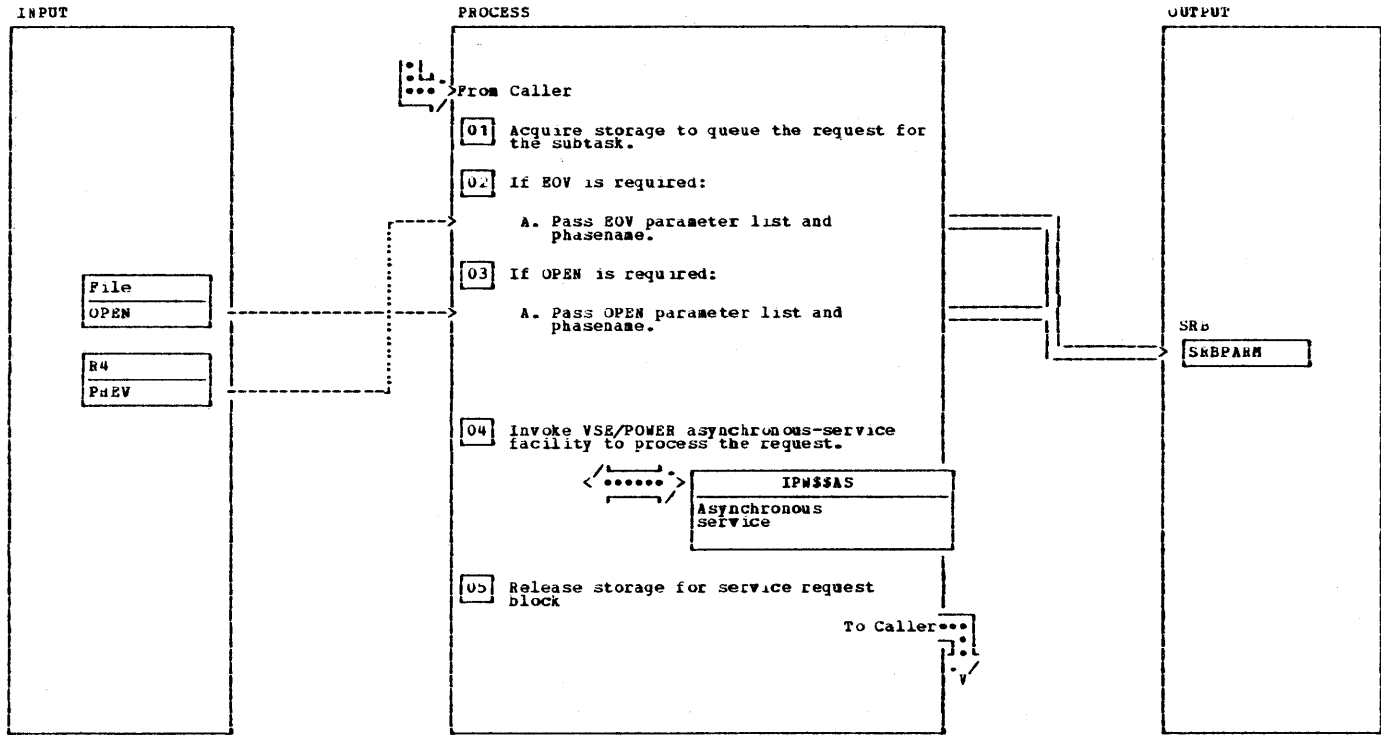 INPUT
PROCESS
OUTPUT
From Caller
01 Acquire storage to queue the request for
the subtask.
02 If EOV is required:
A. Pass EOV parameter list and
phasename.
03 If OPEN is required:
A. Pass OPEN parameter list and
phasename.
File
OPEN
R4
PHEV
SRB
SRBPARM
04 Invoke VSE/POWER asynchronous-service
facility to process the request.
IPW$$AS
Asynchronous
service
05 Release storage for service request
block
To Caller